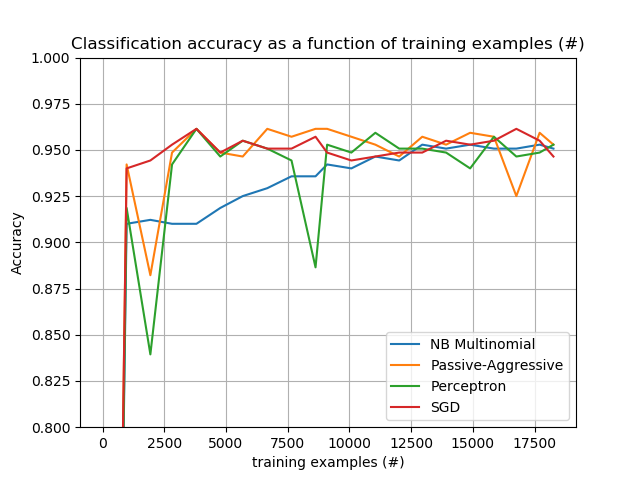 Classification accuracy as a function of training examples (#)
1.000
0.975
0.950
0.925
0.900
0.875
0.850
0.825
0.800
Accuracy
NB Multinomial
Passive-Aggressive
Perceptron
SGD
0 2500 5000 7500 10000 12500 15000 17500
training examples (#)